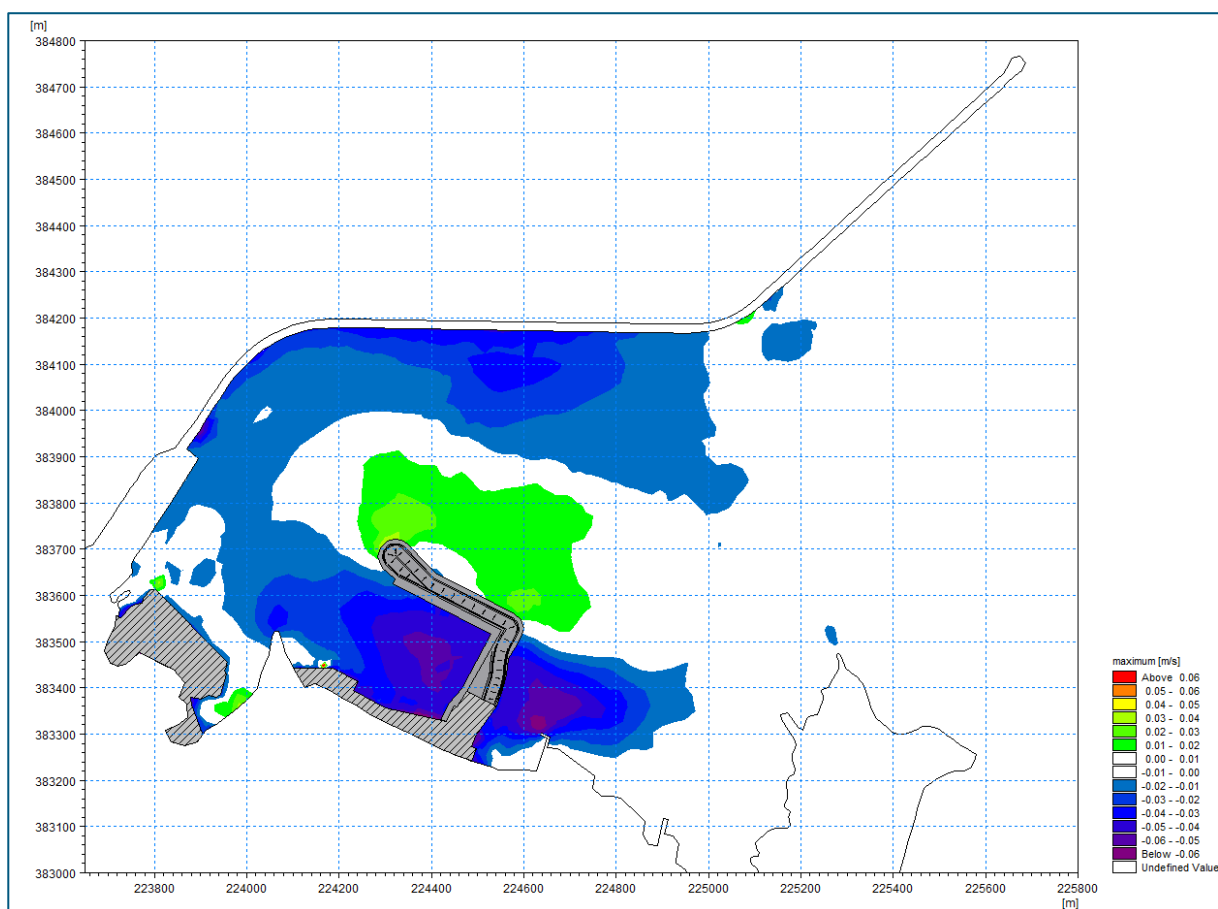 [m]
384800
384700
384600
384500
384400
384300
384200
384100
384000
383900
383800
383700
383600
383500
383400
383300
383200
383100
383000
223800 224000 224200 224400 224600 224800 225000 225200 225400 225600 225800
[m]
maximum [m/s]
Above 0.06
0.05 - 0.06
0.04 - 0.05
0.03 - 0.04
0.02 - 0.03
0.01 - 0.02
0.00 - 0.01
-0.01 - 0.00
-0.02 - -0.01
-0.03 - -0.02
-0.04 - -0.03
-0.05 - -0.04
-0.06 - -0.05
Below -0.06
Undefined Value